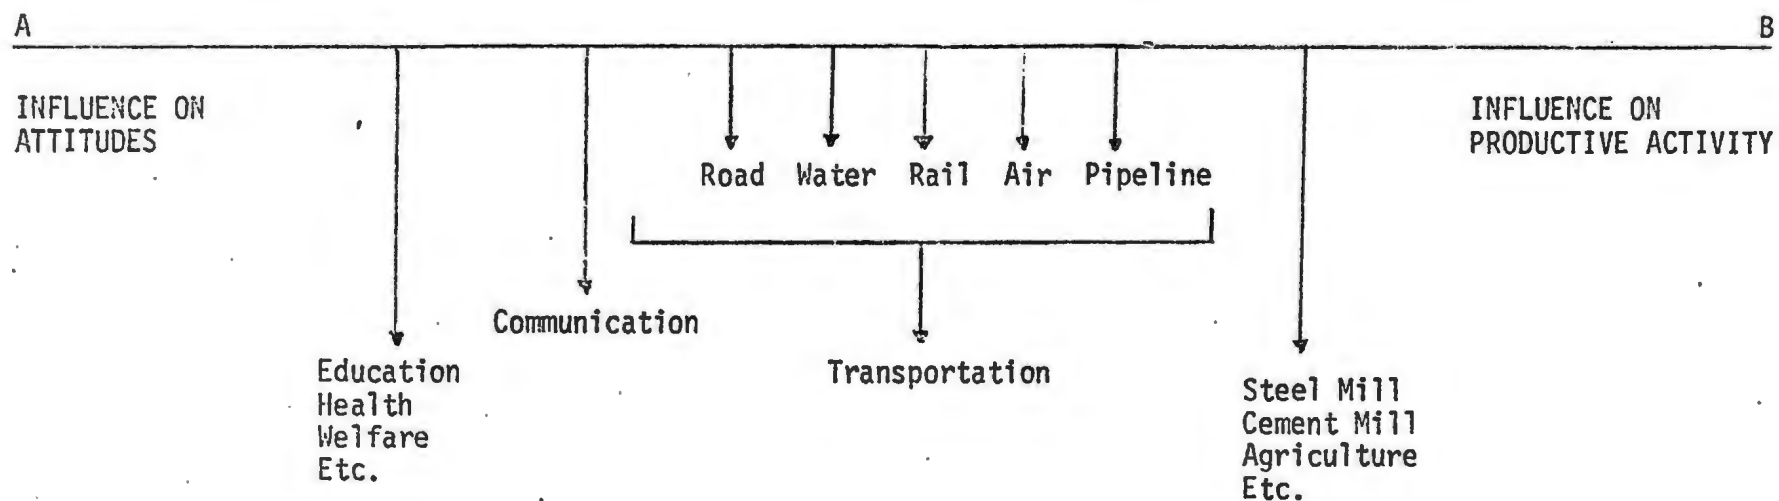 A B
INFLUENCE ON
ATTITUDES
INFLUENCE ON
PRODUCTIVE ACTIVITY
Road Water Rail Air Pipeline
Communication
Transportation
Education
Health
Welfare
Etc.
Steel Mill
Cement Mill
Agriculture
Etc.